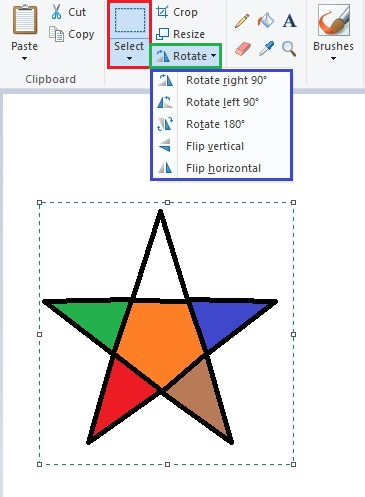 Paste
Cut
Copy
Clipboard
Select
Crop
Resize
Rotate
A
Brushes
Rotate right 90°
Rotate left 90°
Rotate 180°
Flip vertical
Flip horizontal